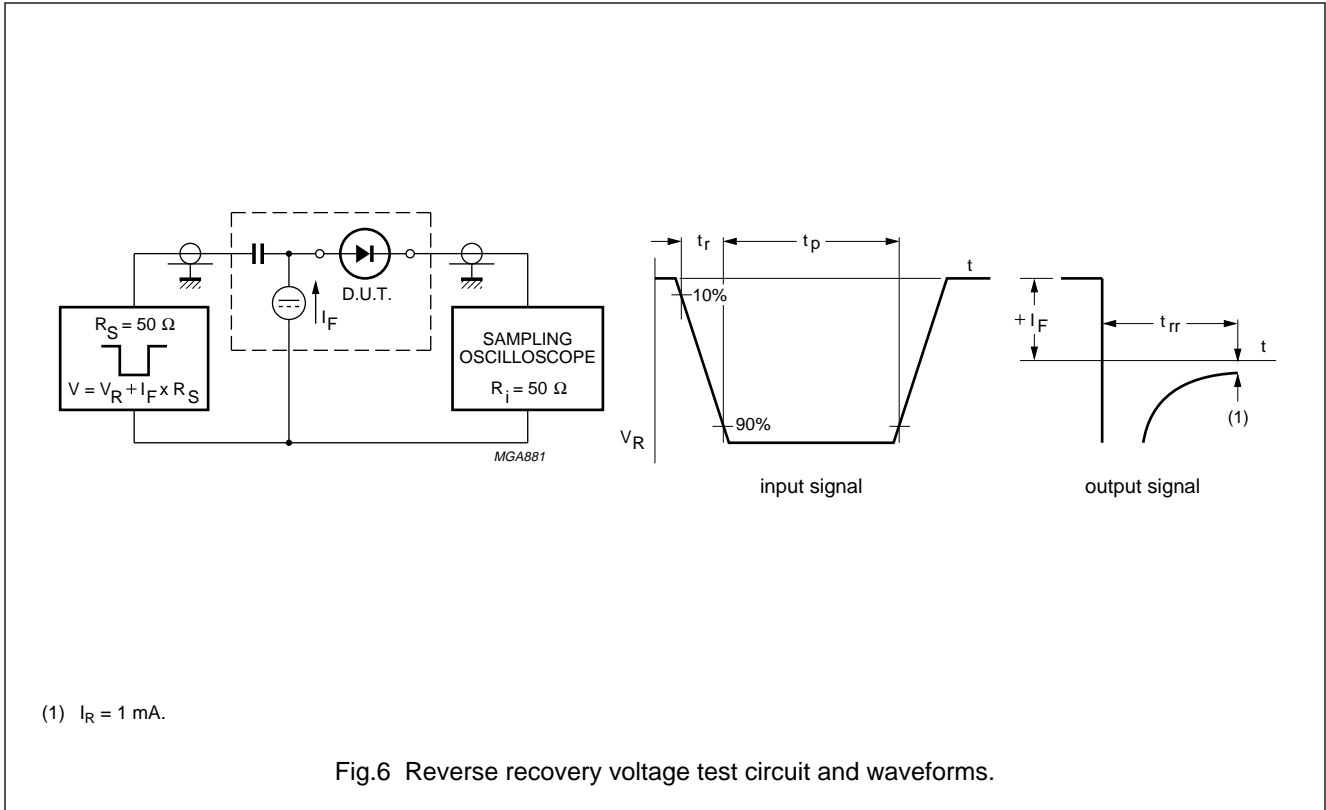 R_S = 50 Ω
V = V_R + I_F x R_S
I_F
D.U.T.
SAMPLING
OSCILLOSCOPE
R_i = 50 Ω
MGA881
t_r
t_p
t
10%
90%
V_R
input signal
+ I_F
t_rr
t
(1)
output signal
(1) I_R = 1 mA.
Fig.6 Reverse recovery voltage test circuit and waveforms.